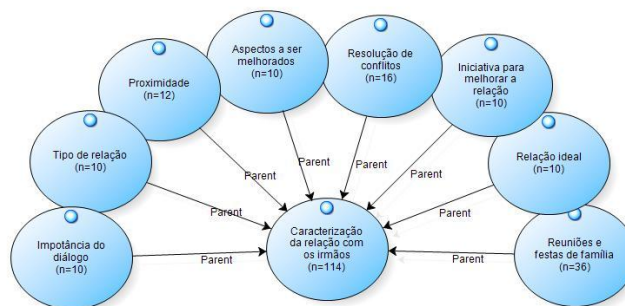 Aspectos a ser
melhorados
(n=10)
Resolução de
conflitos
(n=16)
Proximidade
(n=12)
Iniciativa para
melhorar a
relação
(n=10)
Tipo de relação
(n=10)
Relação ideal
(n=10)
Impotância do
diálogo
(n=10)
Reuniões e
festas de família
(n=36)
Parent
Parent
Parent
Parent
Parent
Parent
Parent
Parent
Caracterização
da relação com
os irmãos
(n=114)